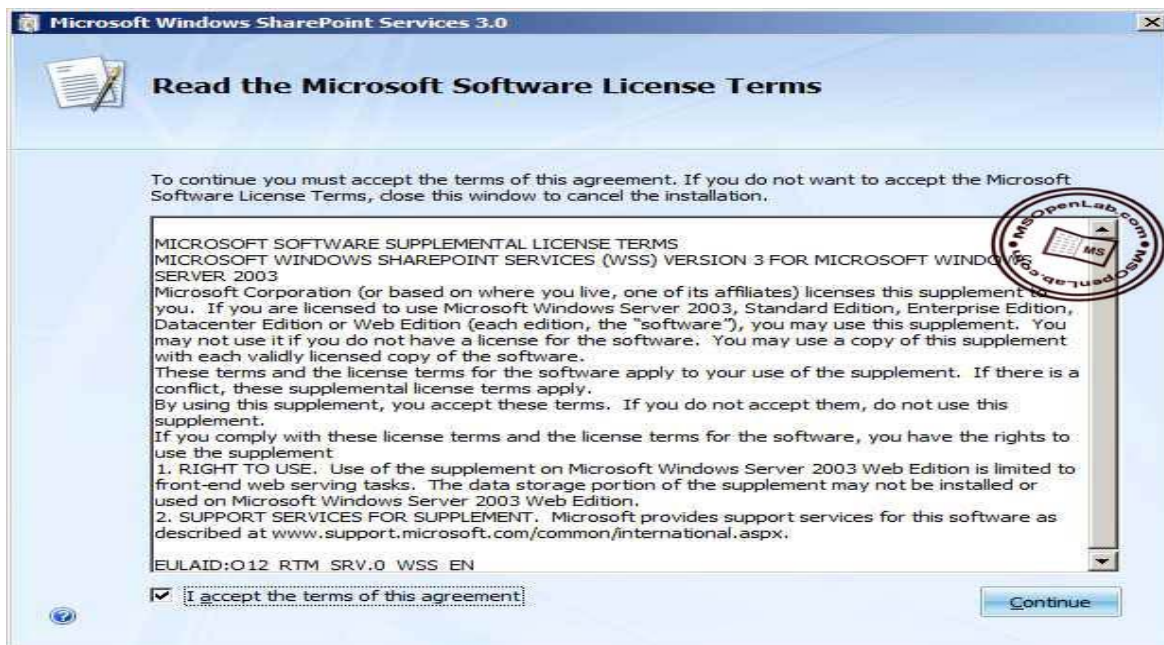 Microsoft Windows SharePoint Services 3.0
Read the Microsoft Software License Terms
To continue you must accept the terms of this agreement. If you do not want to accept the Microsoft
Software License Terms, close this window to cancel the installation.
MICROSOFT SOFTWARE SUPPLEMENTAL LICENSE TERMS
MICROSOFT WINDOWS SHAREPOINT SERVICES (WSS) VERSION 3 FOR MICROSOFT WINDOWS
SERVER 2003
Microsoft Corporation (or based on where you live, one of its affiliates) licenses this supplement to
you.  If you are licensed to use Microsoft Windows Server 2003, Standard Edition, Enterprise Edition,
Datacenter Edition or Web Edition (each edition, the “software”), you may use this supplement.  You
may not use it if you do not have a license for the software.  You may use a copy of this supplement
with each validly licensed copy of the software.
These terms and the license terms for the software apply to your use of the supplement.  If there is a
conflict, these supplemental license terms apply.
By using this supplement, you accept these terms.  If you do not accept them, do not use this
supplement.
If you comply with these license terms and the license terms for the software, you have the rights to
use the supplement
1. RIGHT TO USE.  Use of the supplement on Microsoft Windows Server 2003 Web Edition is limited to
front-end web serving tasks.  The data storage portion of the supplement may not be installed or
used on Microsoft Windows Server 2003 Web Edition.
2. SUPPORT SERVICES FOR SUPPLEMENT.  Microsoft provides support services for this software as
described at www.support.microsoft.com/common/international.aspx.
EULAID:O12_RTM_SRV.0_WSS_EN
I accept the terms of this agreement
Continue
MSOpenLab.com • MSOpenLab.com •
MS